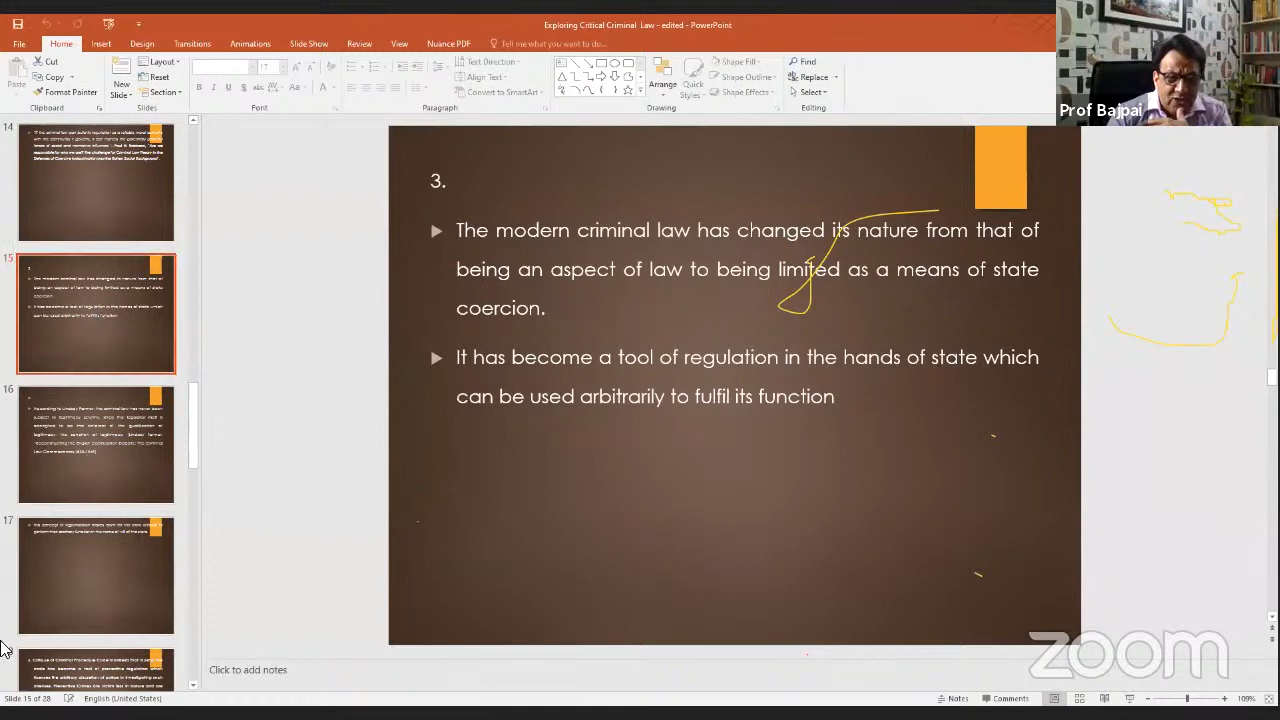 Exploring Critical Criminal Law - edited - PowerPoint
File Home Insert Design Transitions Animations Slide Show Review View Nuance PDF Tell me what you want to do...
Paste
Cut
Copy
Format Painter
Clipboard
New Slide
Layout
Reset
Section
Slides
17
Font
Text Direction
Align Text
Convert to SmartArt
Paragraph
Arrange
Quick Styles
Shape Fill
Shape Outline
Shape Effects
Drawing
Find
Replace
Select
Editing
Prof Bajpai
14
15
16
17
3.
The modern criminal law has changed its nature from that of
being an aspect of law to being limited as a means of state
coercion.
It has become a tool of regulation in the hands of state which
can be used arbitrarily to fulfil its function
zoom
Click to add notes
Slide 15 of 28 English (United States) Notes Comments 109%